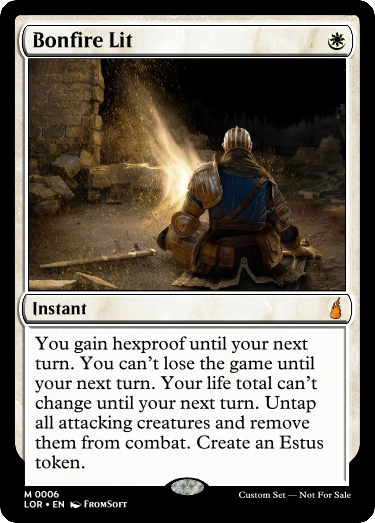 Bonfire Lit
Instant
You gain hexproof until your next
turn. You can't lose the game until
your next turn. Your life total can't
change until your next turn. Untap
all attacking creatures and remove
them from combat. Create an Estus
token.
M 0006
LOR • EN FROMSOFT
Custom Set — Not For Sale